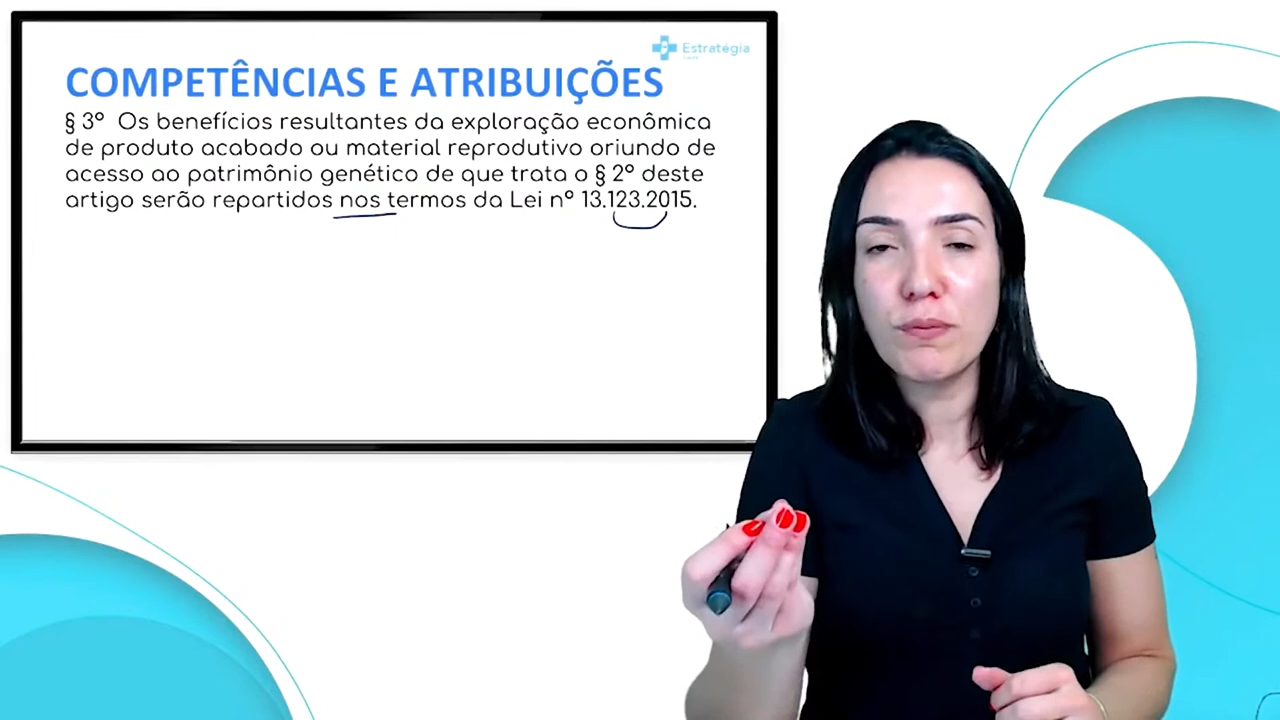 Estratégia
COMPETÊNCIAS E ATRIBUIÇÕES
§ 3º Os benefícios resultantes da exploração econômica
de produto acabado ou material reprodutivo oriundo de
acesso ao patrimônio genético de que trata o § 2º deste
artigo serão repartidos nos termos da Lei nº 13.123.2015.